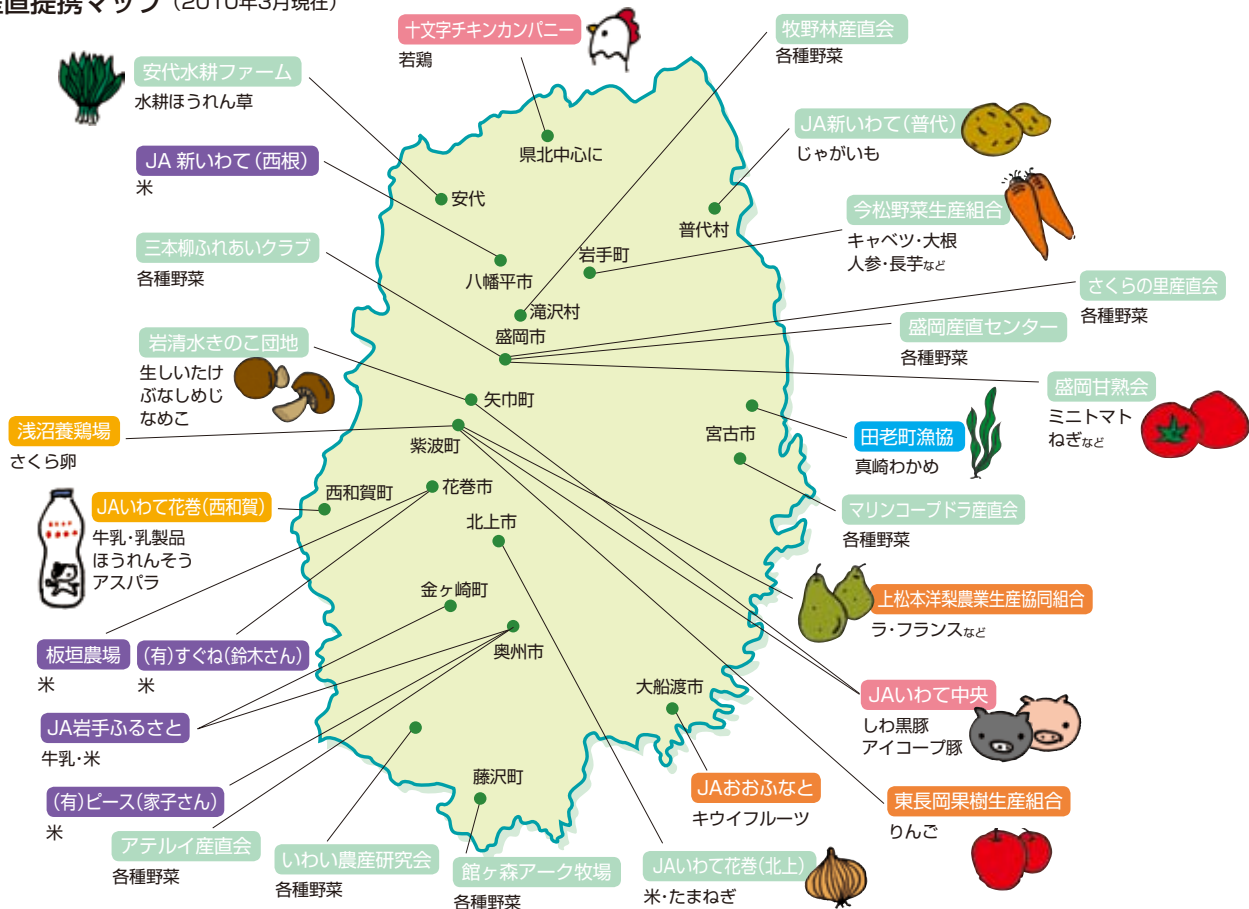 産直提携マップ（2010年3月現在）
十文字チキンカンパニー
若鶏
牧野林産直会
各種野菜
安代水耕ファーム
水耕ほうれん草
JA新いわて(普代)
じゃがいも
県北中心に
JA 新いわて(西根)
米
安代
普代村
今松野菜生産組合
キャベツ・大根
人参・長芋など
三本柳ふれあいクラブ
各種野菜
岩手町
八幡平市
さくらの里産直会
各種野菜
滝沢村
盛岡市
盛岡産直センター
各種野菜
岩清水きのこ団地
生しいたけ
ぶなしめじ
なめこ
盛岡甘熟会
ミニトマト
ねぎなど
矢巾町
浅沼養鶏場
さくら卵
紫波町
宮古市
田老町漁協
真崎わかめ
JAいわて花巻(西和賀)
牛乳・乳製品
ほうれんそう
アスパラ
西和賀町
花巻市
北上市
マリンコープドラ産直会
各種野菜
金ヶ崎町
上松本洋梨農業生産協同組合
ラ・フランスなど
板垣農場
米
(有)すぐね(鈴木さん)
米
奥州市
大船渡市
JAいわて中央
しわ黒豚
アイコープ豚
JA岩手ふるさと
牛乳・米
藤沢町
JAおおふなと
キウイフルーツ
東長岡果樹生産組合
りんご
(有)ピース(家子さん)
米
アテルイ産直会
各種野菜
いわい農産研究会
各種野菜
館ヶ森アーク牧場
各種野菜
JAいわて花巻(北上)
米・たまねぎ